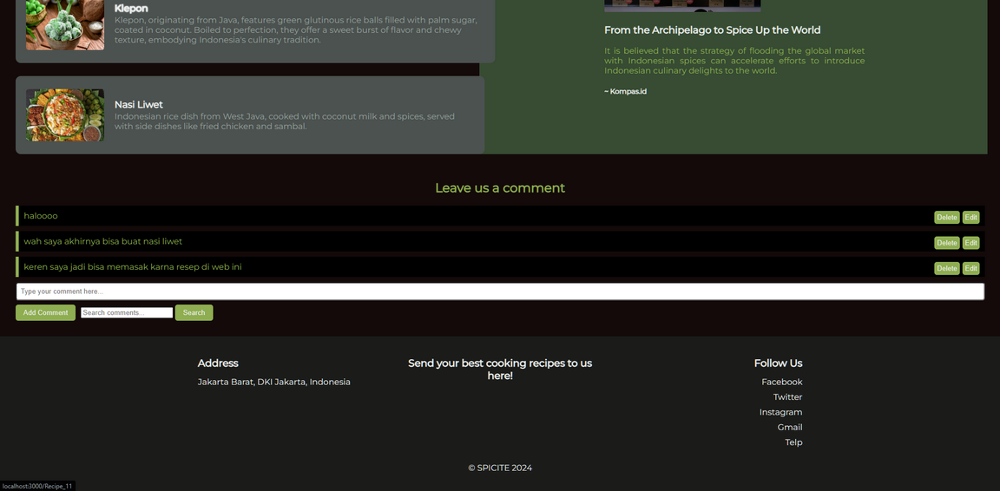 Klepon
Klepon, originating from Java, features green glutinous rice balls filled with palm sugar,
coated in coconut. Boiled to perfection, they offer a sweet burst of flavor and chewy
texture, embodying Indonesia's culinary tradition.
Nasi Liwet
Indonesian rice dish from West Java, cooked with coconut milk and spices, served
with side dishes like fried chicken and sambal.
From the Archipelago to Spice Up the World
It is believed that the strategy of flooding the global market
with Indonesian spices can accelerate efforts to introduce
Indonesian culinary delights to the world.
~ Kompas.id
Leave us a comment
haloooo
Delete Edit
wah saya akhirnya bisa buat nasi liwet
Delete Edit
keren saya jadi bisa memasak karna resep di web ini
Delete Edit
Type your comment here...
Add Comment Search comments... Search
Address
Jakarta Barat, DKI Jakarta, Indonesia
Send your best cooking recipes to us
here!
Follow Us
Facebook
Twitter
Instagram
Gmail
Telp
© SPICITE 2024
localhost:3000/Recipe_11